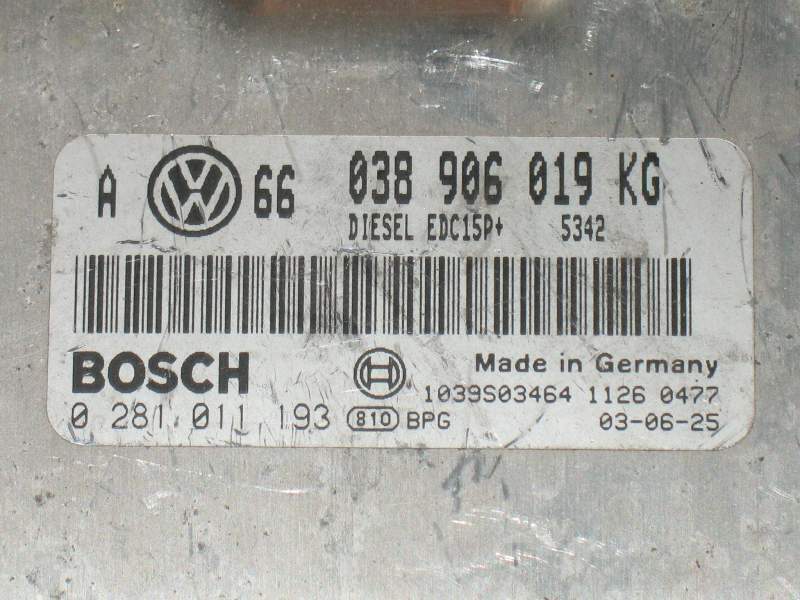 A 66 038 906 019 KG
DIESEL EDC15P+ 5342
BOSCH Made in Germany
1039S03464 1126 0477
0 281 011 193 810 BPG 03-06-25